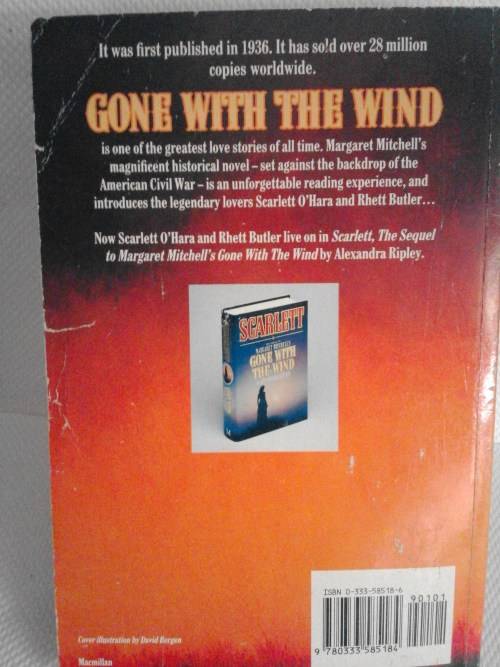 It was first published in 1936. It has sold over 28 million
copies worldwide.
GONE WITH THE WIND
is one of the greatest love stories of all time. Margaret Mitchell's
magnificent historical novel – set against the backdrop of the
American Civil War – is an unforgettable reading experience, and
introduces the legendary lovers Scarlett O'Hara and Rhett Butler…
Now Scarlett O'Hara and Rhett Butler live on in Scarlett, The Sequel
to Margaret Mitchell's Gone With The Wind by Alexandra Ripley.
SCARLETT
MARGARET MITCHELL'S
GONE WITH
THE WIND
ISBN 0-333-58518-6
90101
9 780333 585184
Cover illustration by David Bergen
Macmillan